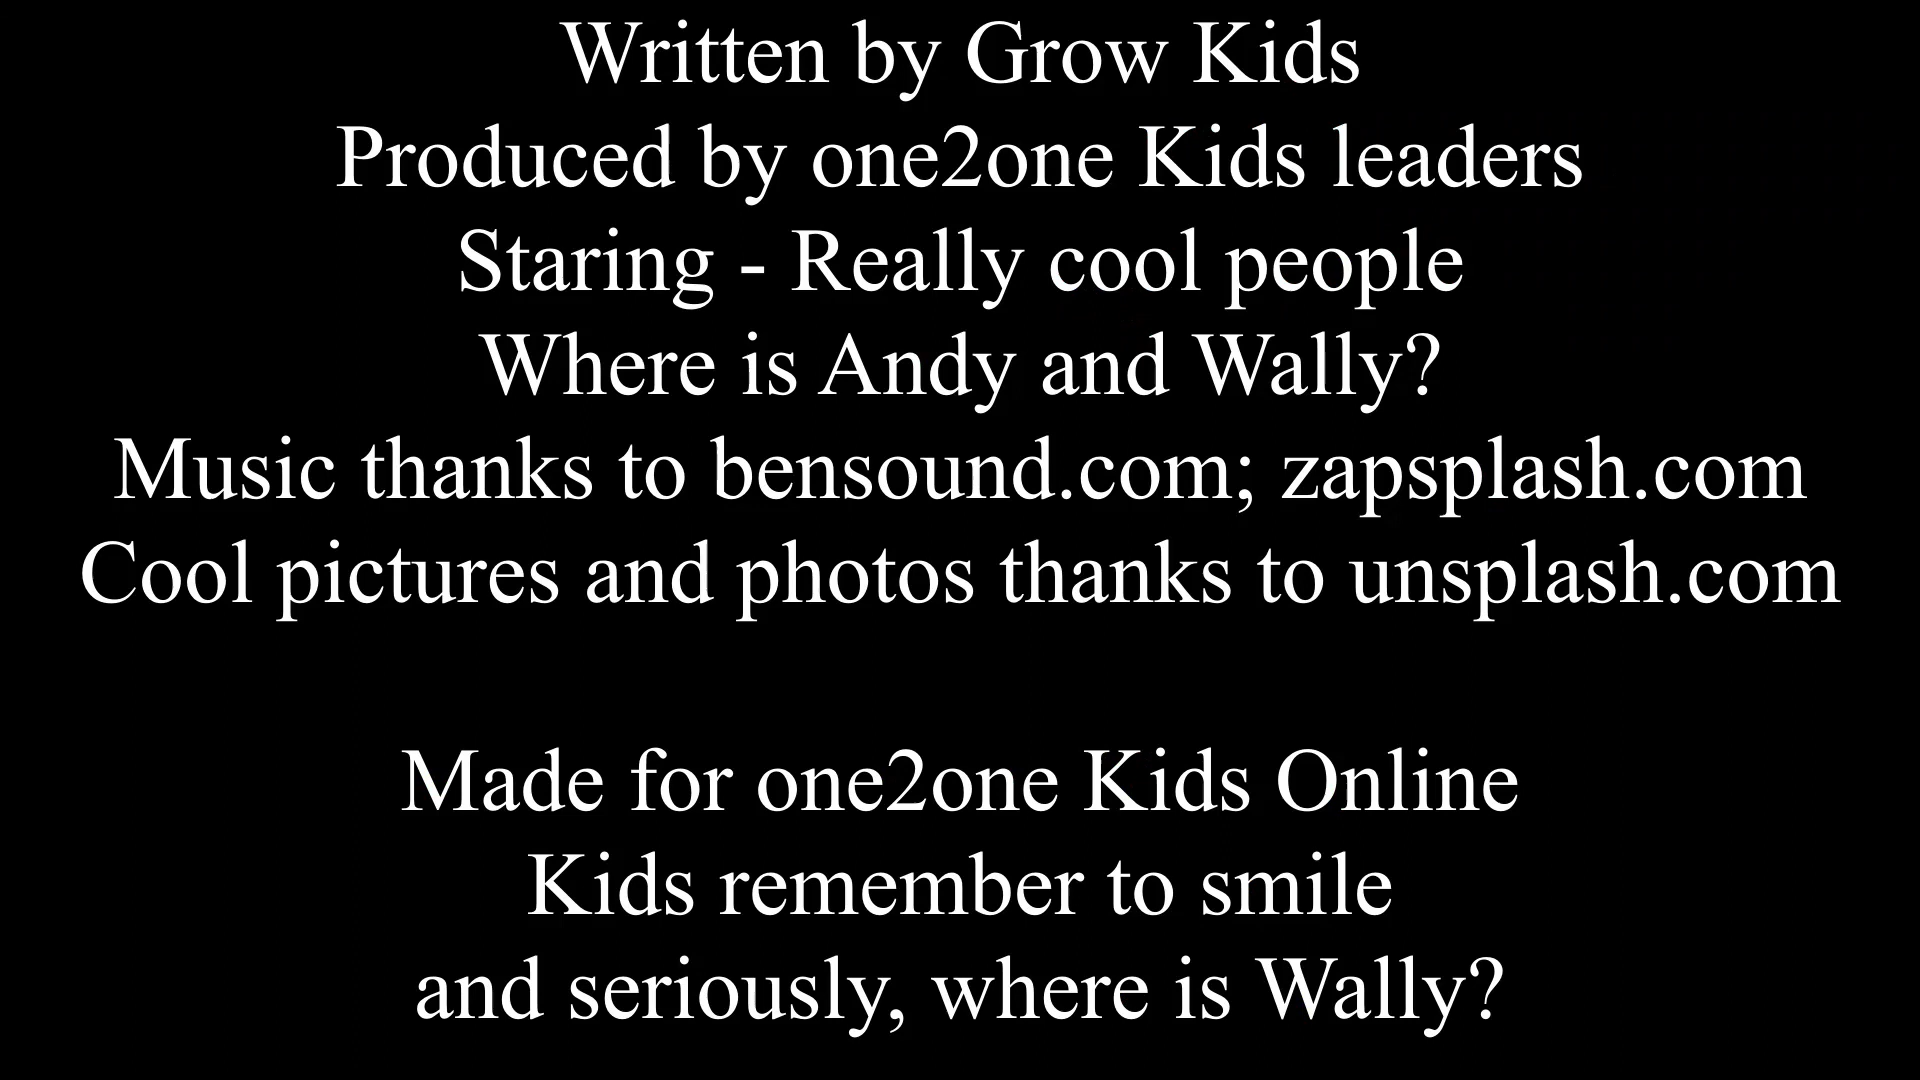 Written by Grow Kids
Produced by one2one Kids leaders
Staring - Really cool people
Where is Andy and Wally?
Music thanks to bensound.com; zapsplash.com
Cool pictures and photos thanks to unsplash.com
Made for one2one Kids Online
Kids remember to smile
and seriously, where is Wally?